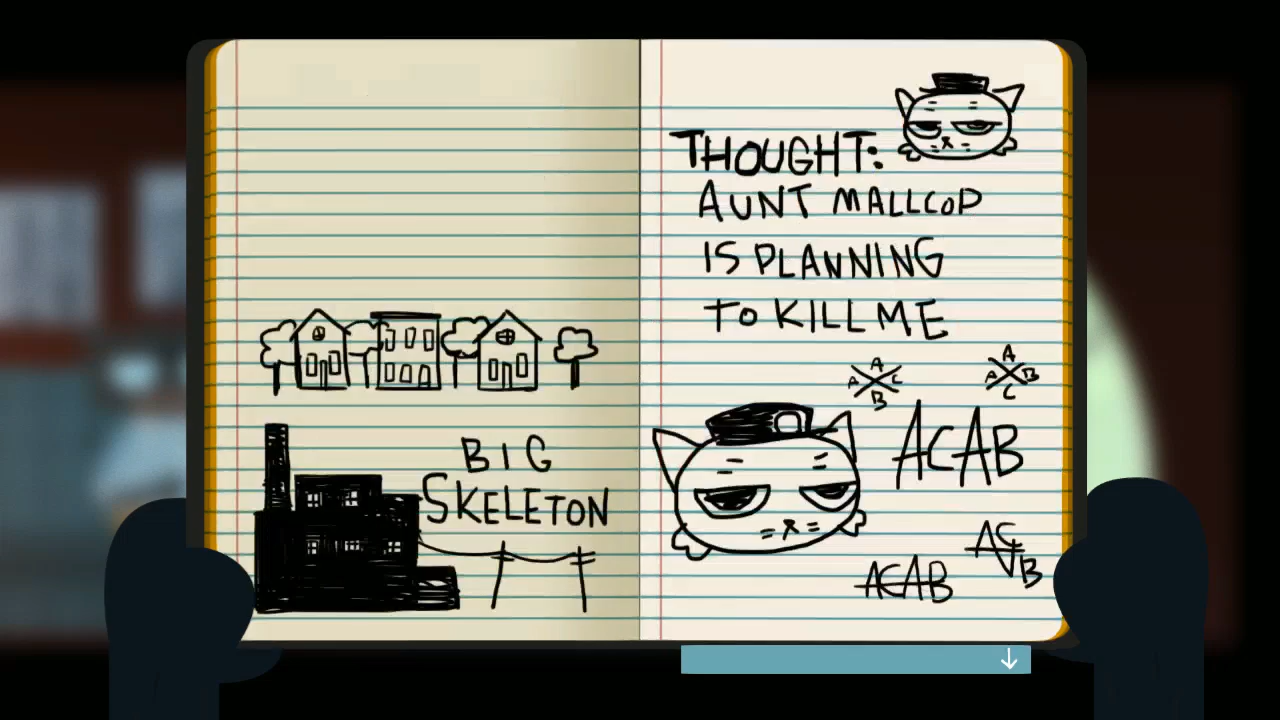 BIG
SKELETON
THOUGHT:
AUNT MALLCOP
IS PLANNING
TO KILL ME
A
A C
B
A
A B
C
ACAB
ACAB
ACAB